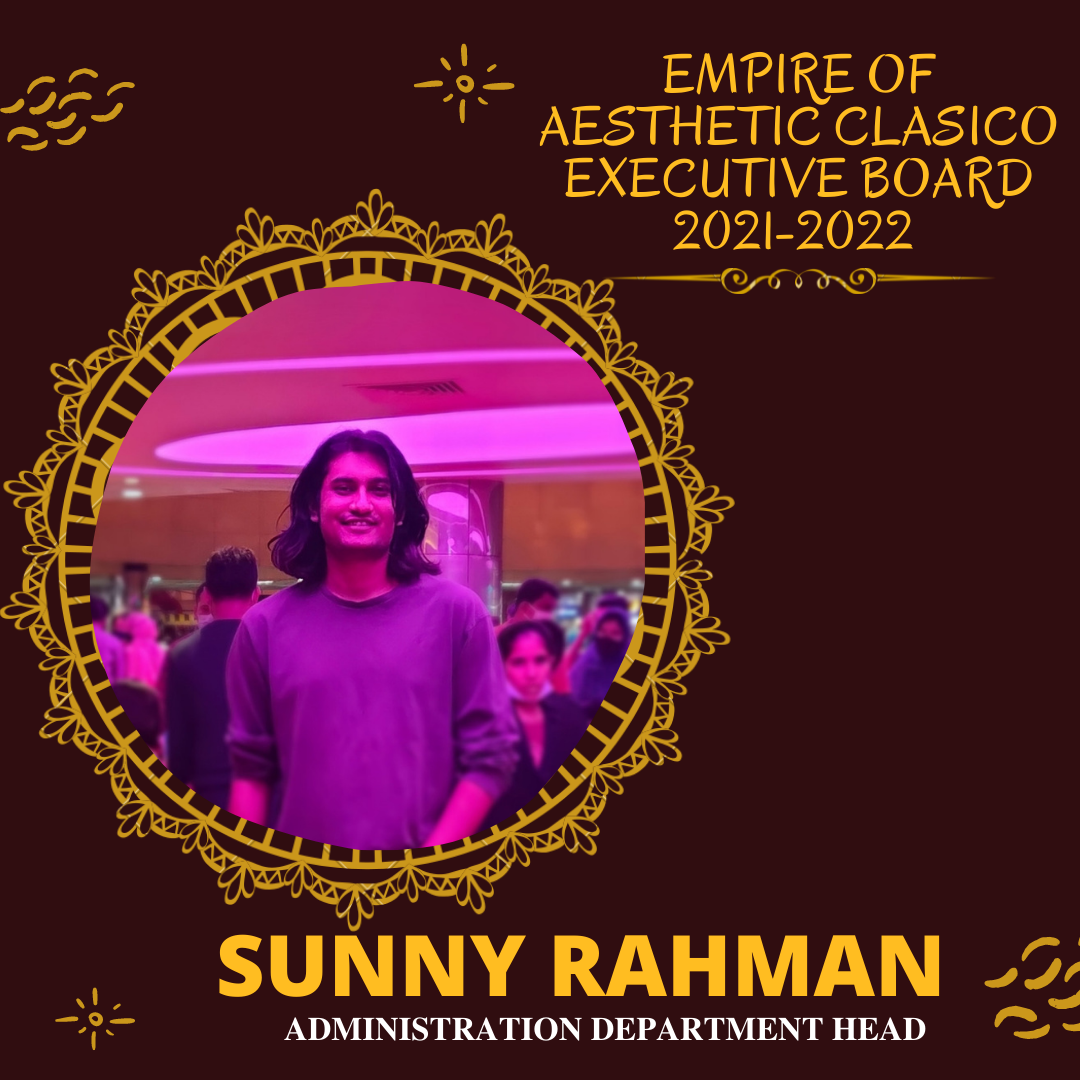 EMPIRE OF
AESTHETIC CLASICO
EXECUTIVE BOARD
2021-2022
SUNNY RAHMAN
ADMINISTRATION DEPARTMENT HEAD